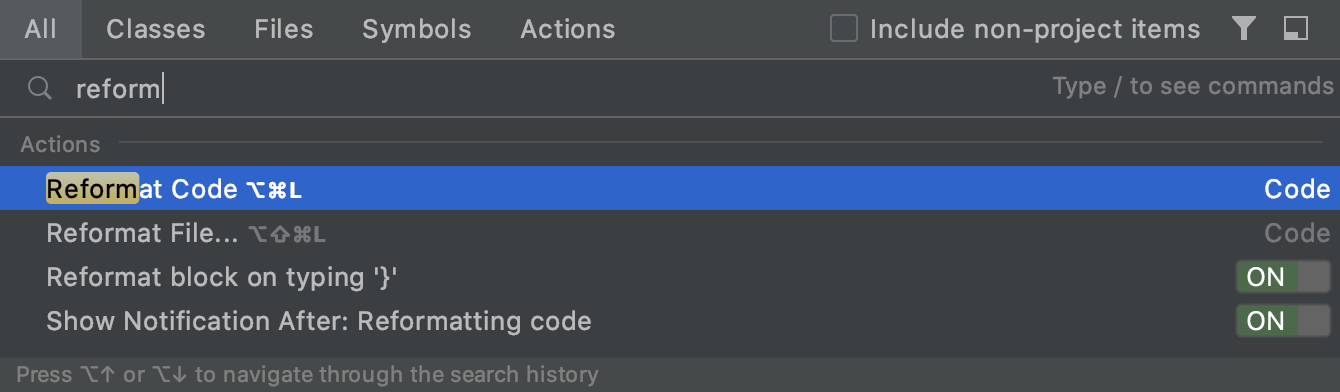 All Classes Files Symbols Actions Include non-project items
reform Type / to see commands
Actions
Reformat Code ⌥⌘L Code
Reformat File... ⌥⇧⌘L Code
Reformat block on typing '}' ON
Show Notification After: Reformatting code ON
Press ⌥↑ or ⌥↓ to navigate through the search history